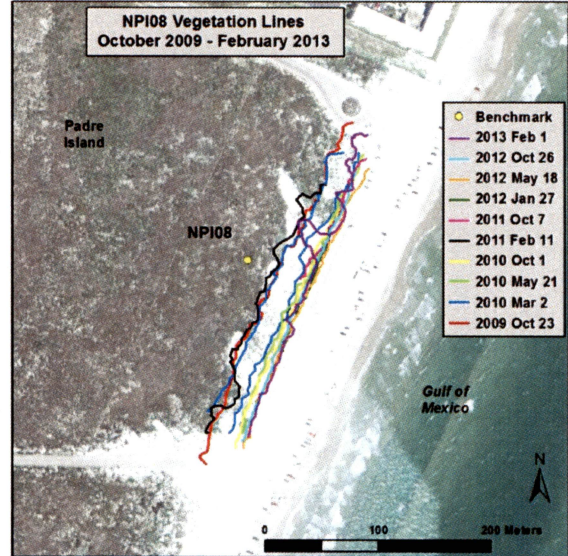 NPI08 Vegetation Lines
October 2009 - February 2013
Padre
Island
NPI08
Benchmark
2013 Feb 1
2012 Oct 26
2012 May 18
2012 Jan 27
2011 Oct 7
2011 Feb 11
2010 Oct 1
2010 May 21
2010 Mar 2
2009 Oct 23
Gulf of
Mexico
N
0 100 200 Meters